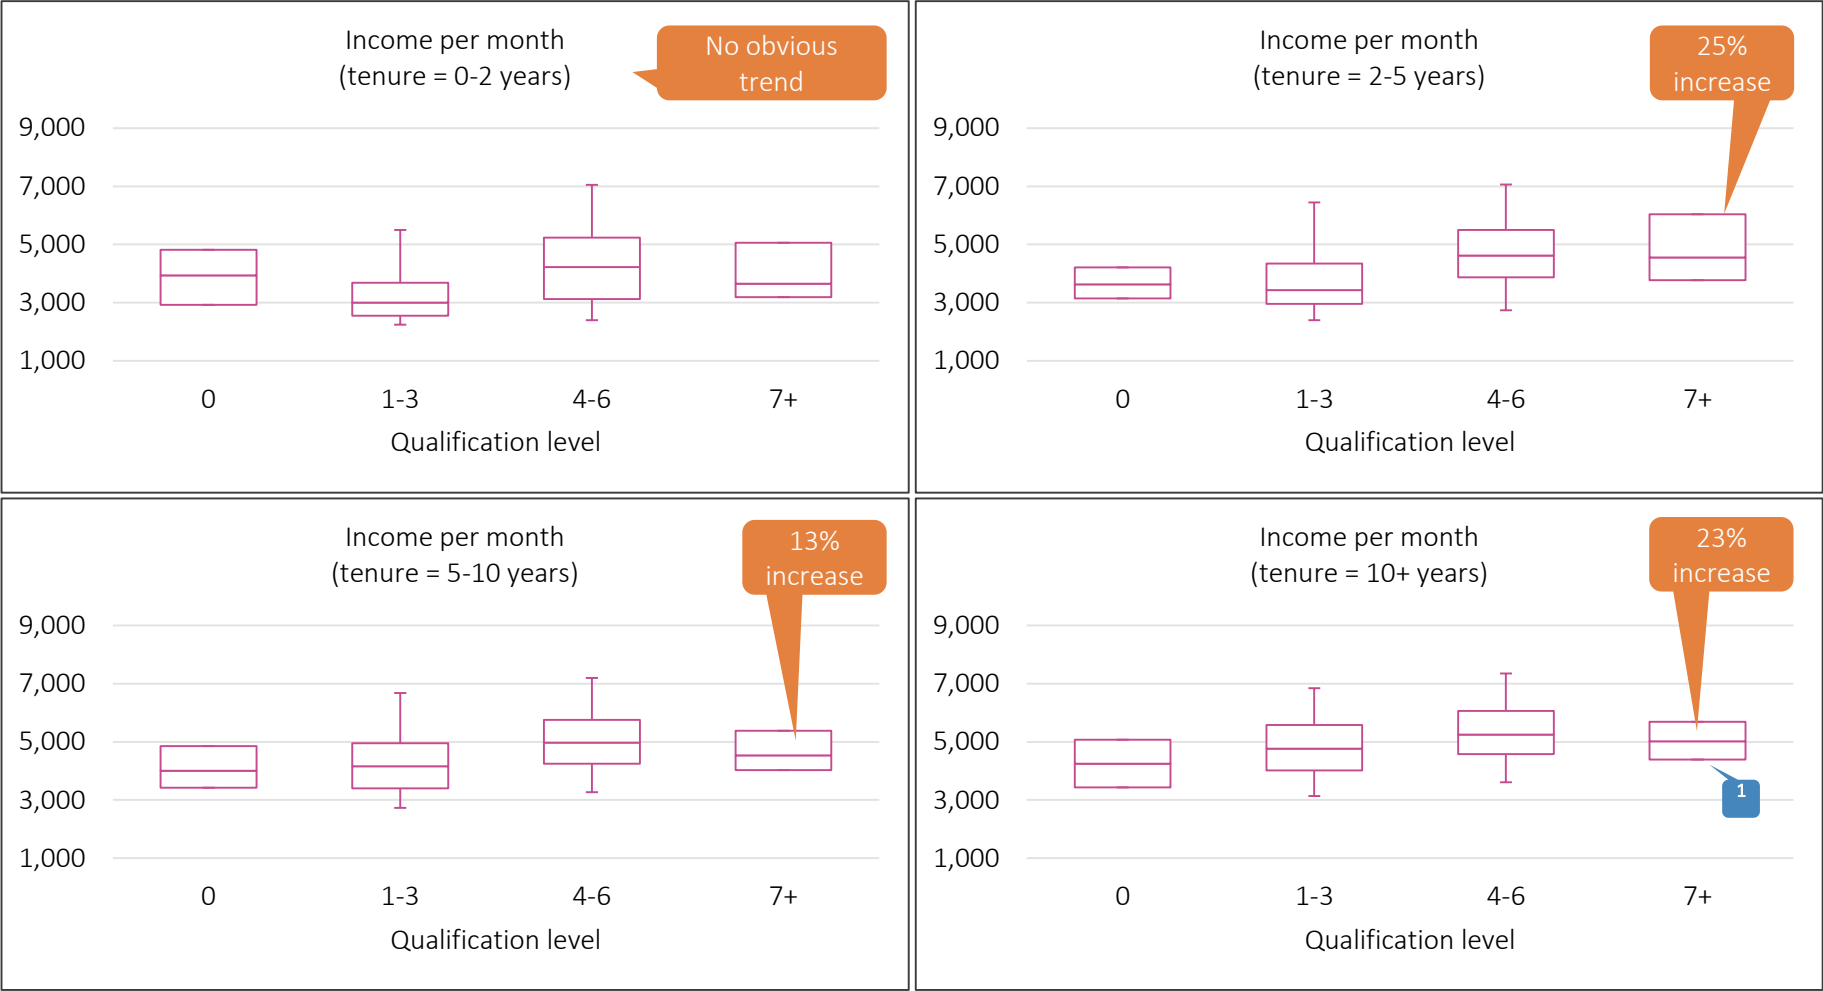 Income per month
(tenure = 0-2 years)
No obvious
trend
9,000
7,000
5,000
3,000
1,000
0 1-3 4-6 7+
Qualification level
Income per month
(tenure = 2-5 years)
25%
increase
9,000
7,000
5,000
3,000
1,000
0 1-3 4-6 7+
Qualification level
Income per month
(tenure = 5-10 years)
13%
increase
9,000
7,000
5,000
3,000
1,000
0 1-3 4-6 7+
Qualification level
Income per month
(tenure = 10+ years)
23%
increase
9,000
7,000
5,000
3,000
1,000
1
0 1-3 4-6 7+
Qualification level